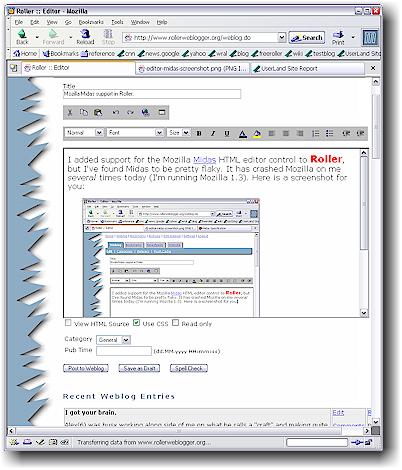 Roller :: Editor - Mozilla
File Edit View Go Bookmarks Tools Window Help
Back Forward Reload Stop http://www.rollerweblogger.org/weblog.do Search Print
Home Bookmarks reference cnn news yahoo wral blog freeroller wiki testblog UserLand Si
Roller :: Editor editor-midas-screenshot.png (PNG I... UserLand Site Report
Title
Mozilla Midas support in Roller.
Normal Font Size B I U
I added support for the Mozilla Midas HTML editor control to Roller,
but I've found Midas to be pretty flaky. It has crashed Mozilla on me
several times today (I'm running Mozilla 1.3). Here is a screenshot for
you:
View HTML Source Use CSS Read only
Category General
Pub Time (dd.MM.yyyy HH:mm:ss)
Post to Weblog Save as Draft Spell Check
Recent Weblog Entries
I got your brain. Edit
was busy working along side of me on what he calls a "craft" and making quite Comments
Transferring data from www.rollerweblogger.org...